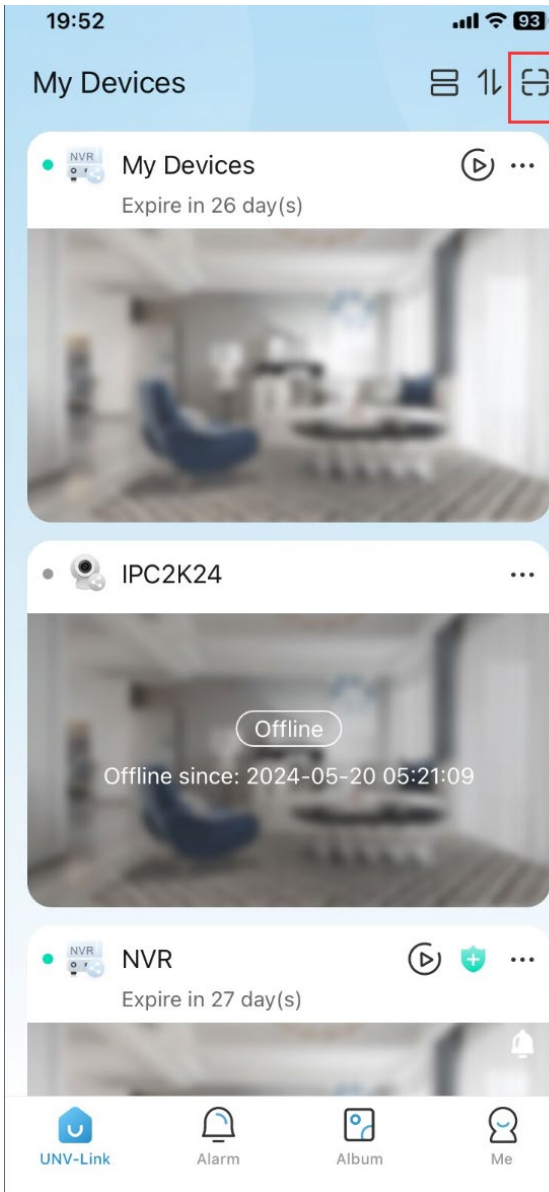 19:52
93
My Devices
NVR
My Devices
Expire in 26 day(s)
IPC2K24
Offline
Offline since: 2024-05-20 05:21:09
NVR
NVR
Expire in 27 day(s)
UNV-Link
Alarm
Album
Me